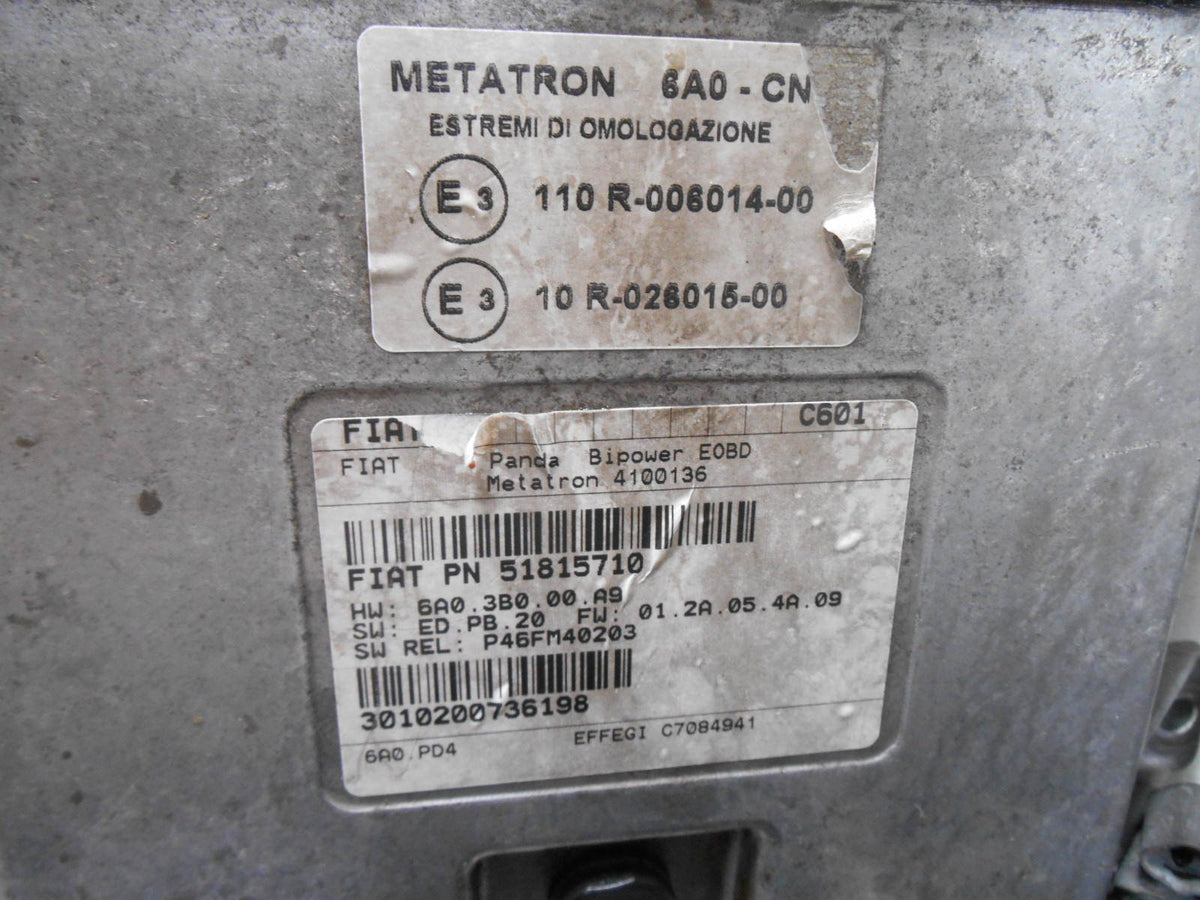 METATRON 6A0 - CN
ESTREMI DI OMOLOGAZIONE
E 3 110 R-006014-00
E 3 10 R-026015-00
FIAT C601
FIAT Panda Bipower EOBD
Metatron 4100136
FIAT PN 51815710
HW: 6A0.3B0.00.A9
SW: ED.PB.20 FW: 01.2A.05.4A.09
SW REL: P46FM40203
3010200736198
6A0.PD4 EFFEGI C7084941